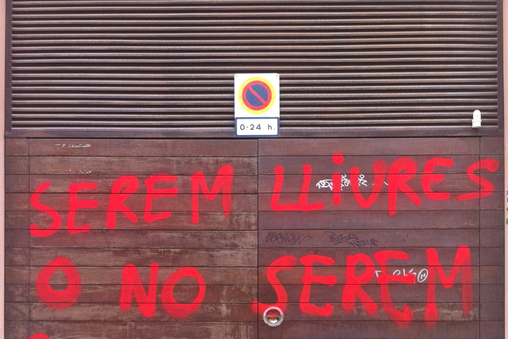 0-24 h.
SEREM LLiURES
O NO SEREM